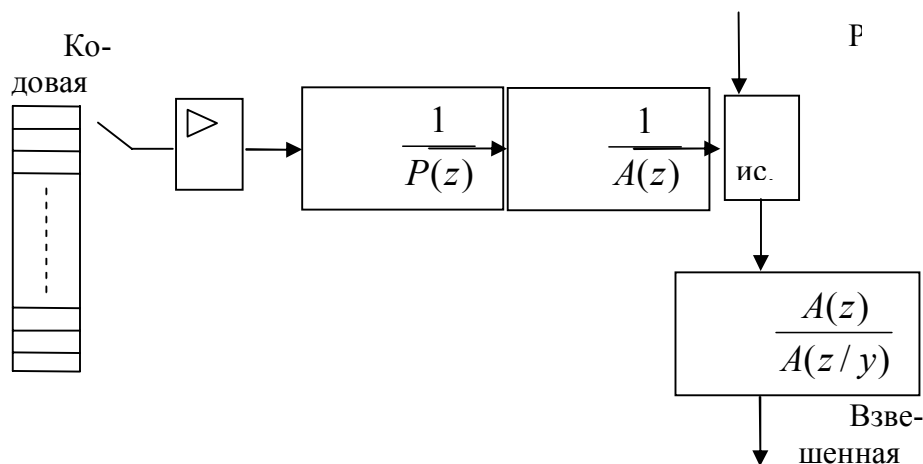 Ко-
довая
1
P(z)
1
A(z)
ис.
A(z)
A(z/y)
Взве-
шенная